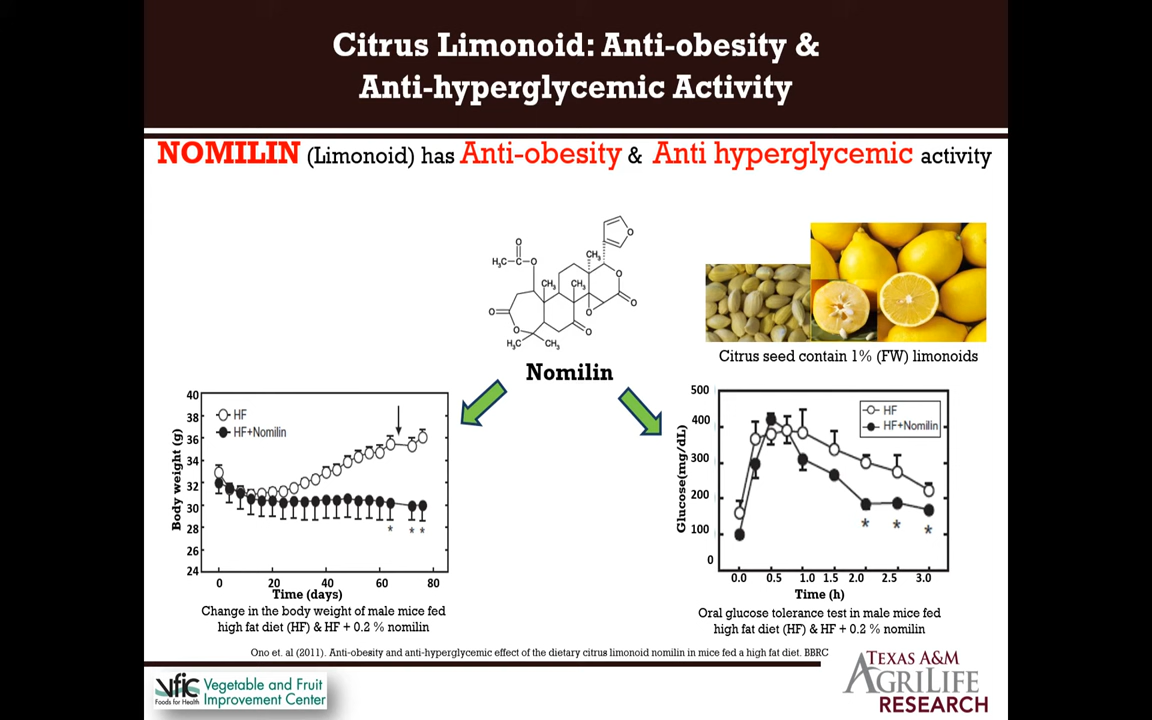 Citrus Limonoid: Anti-obesity &
Anti-hyperglycemic Activity
NOMILIN (Limonoid) has Anti-obesity & Anti hyperglycemic activity
O
H₃C–C–O
CH₃
O
CH₃
CH₃
O
O
O
O
O
O
H₃C
CH₃
Nomilin
Citrus seed contain 1% (FW) limonoids
40
38
36
34
32
30
28
26
24
Body weight (g)
HF
HF+Nomilin
* * *
0 20 40 60 80
Time (days)
Change in the body weight of male mice fed
high fat diet (HF) & HF + 0.2 % nomilin
500
400
300
200
100
0
Glucose(mg/dL)
HF
HF+Nomilin
* * *
0.0 0.5 1.0 1.5 2.0 2.5 3.0
Time (h)
Oral glucose tolerance test in male mice fed
high fat diet (HF) & HF + 0.2 % nomilin
Ono et. al (2011). Anti-obesity and anti-hyperglycemic effect of the dietary citrus limonoid nomilin in mice fed a high fat diet. BBRC
vfic
Foods for Health
Vegetable and Fruit
Improvement Center
TEXAS A&M
AGRILIFE
RESEARCH